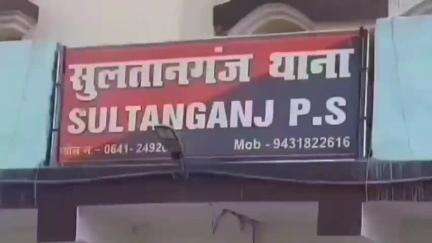 सुलतानगंज थाना
SULTANGANJ P.S
Mob - 9431822616